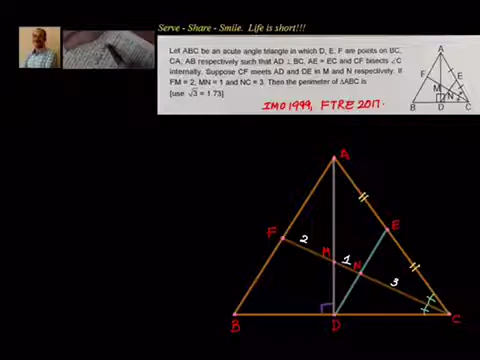 Serve - Share - Smile. Life is short!!!
Let ABC be an acute angle triangle in which D, E, F are points on BC,
CA, AB respectively such that AD ⊥ BC, AE = EC and CF bisects ∠C
internally. Suppose CF meets AD and DE in M and N respectively. If
FM = 2, MN = 1 and NC = 3. Then the perimeter of ΔABC is
[use √3 = 1.73]
IMO 1999, FTRE 2017.
A
F
E
M
N
B
D
C
A
F
2
E
M
1
N
3
B
D
C